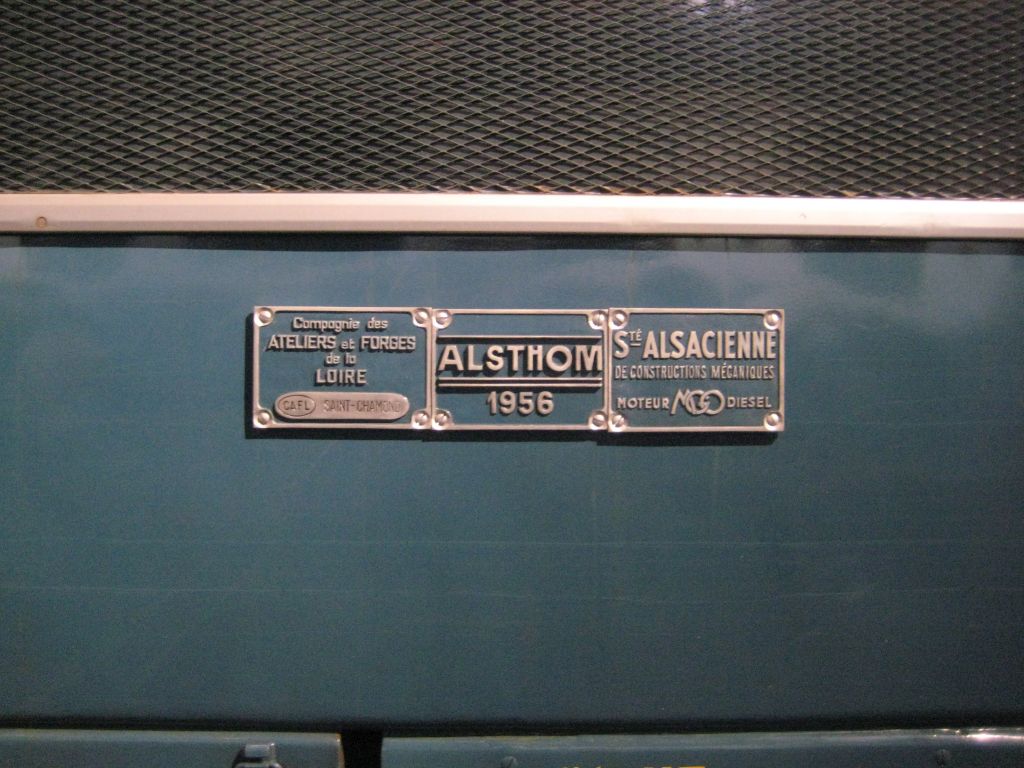 Compagnie des
ATELIERS et FORGES
de la
LOIRE
CAFL SAINT-CHAMOND
ALSTHOM
1956
STÉ ALSACIENNE
DE CONSTRUCTIONS MÉCANIQUES
MOTEUR MGO DIESEL